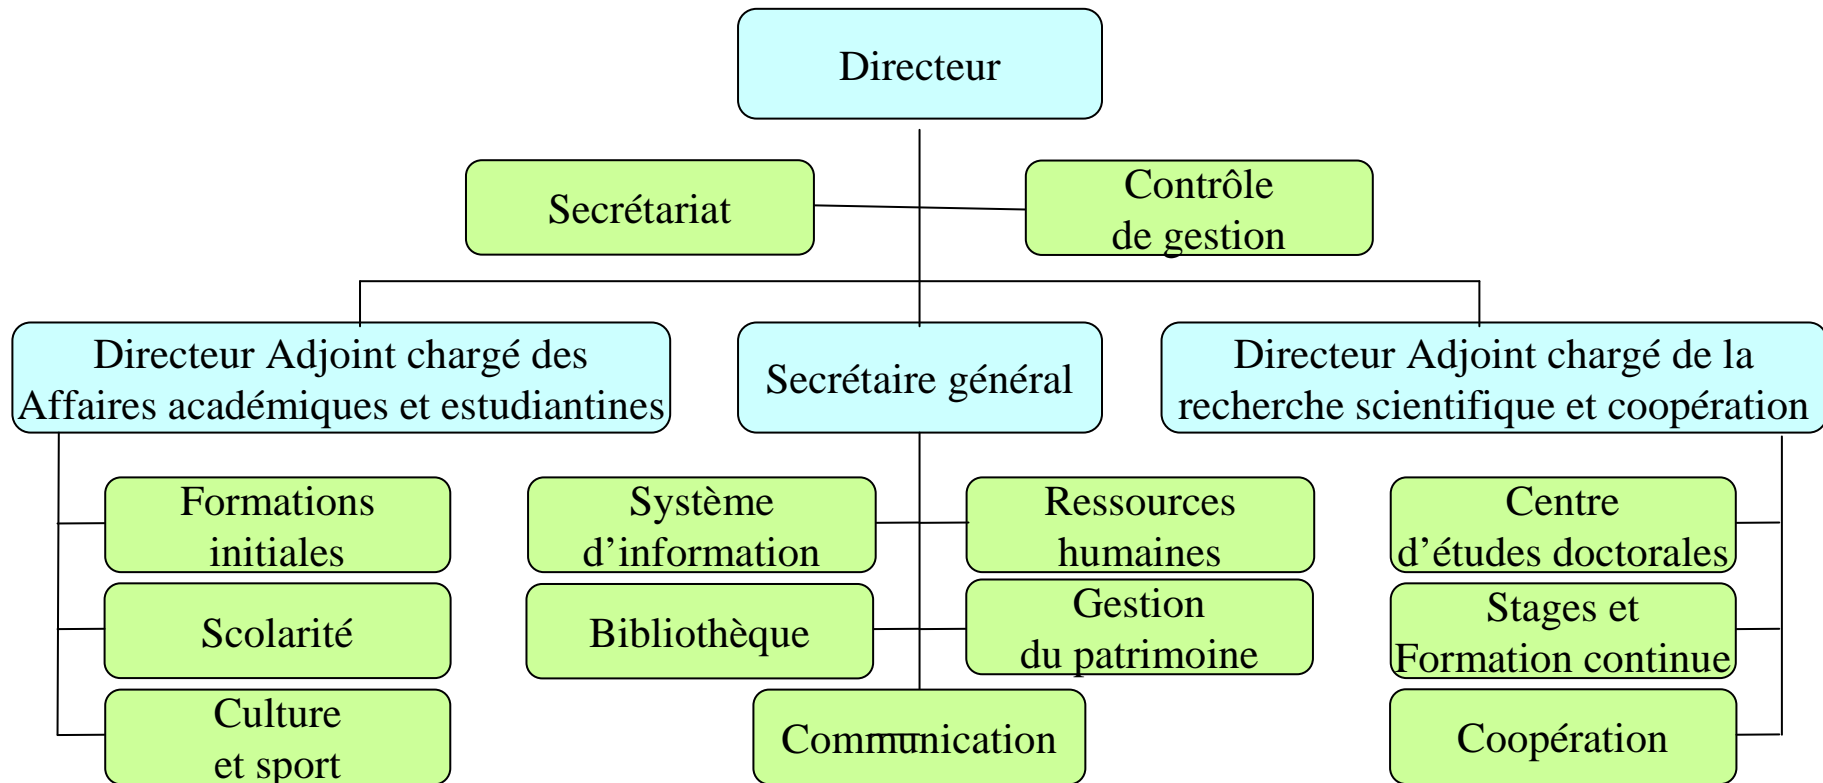 Directeur
Secrétariat
Contrôle
de gestion
Directeur Adjoint chargé des
Affaires académiques et estudiantines
Secrétaire général
Directeur Adjoint chargé de la
recherche scientifique et coopération
Formations
initiales
Système
d’information
Ressources
humaines
Centre
d’études doctorales
Scolarité
Bibliothèque
Gestion
du patrimoine
Stages et
Formation continue
Culture
et sport
Communication
Coopération